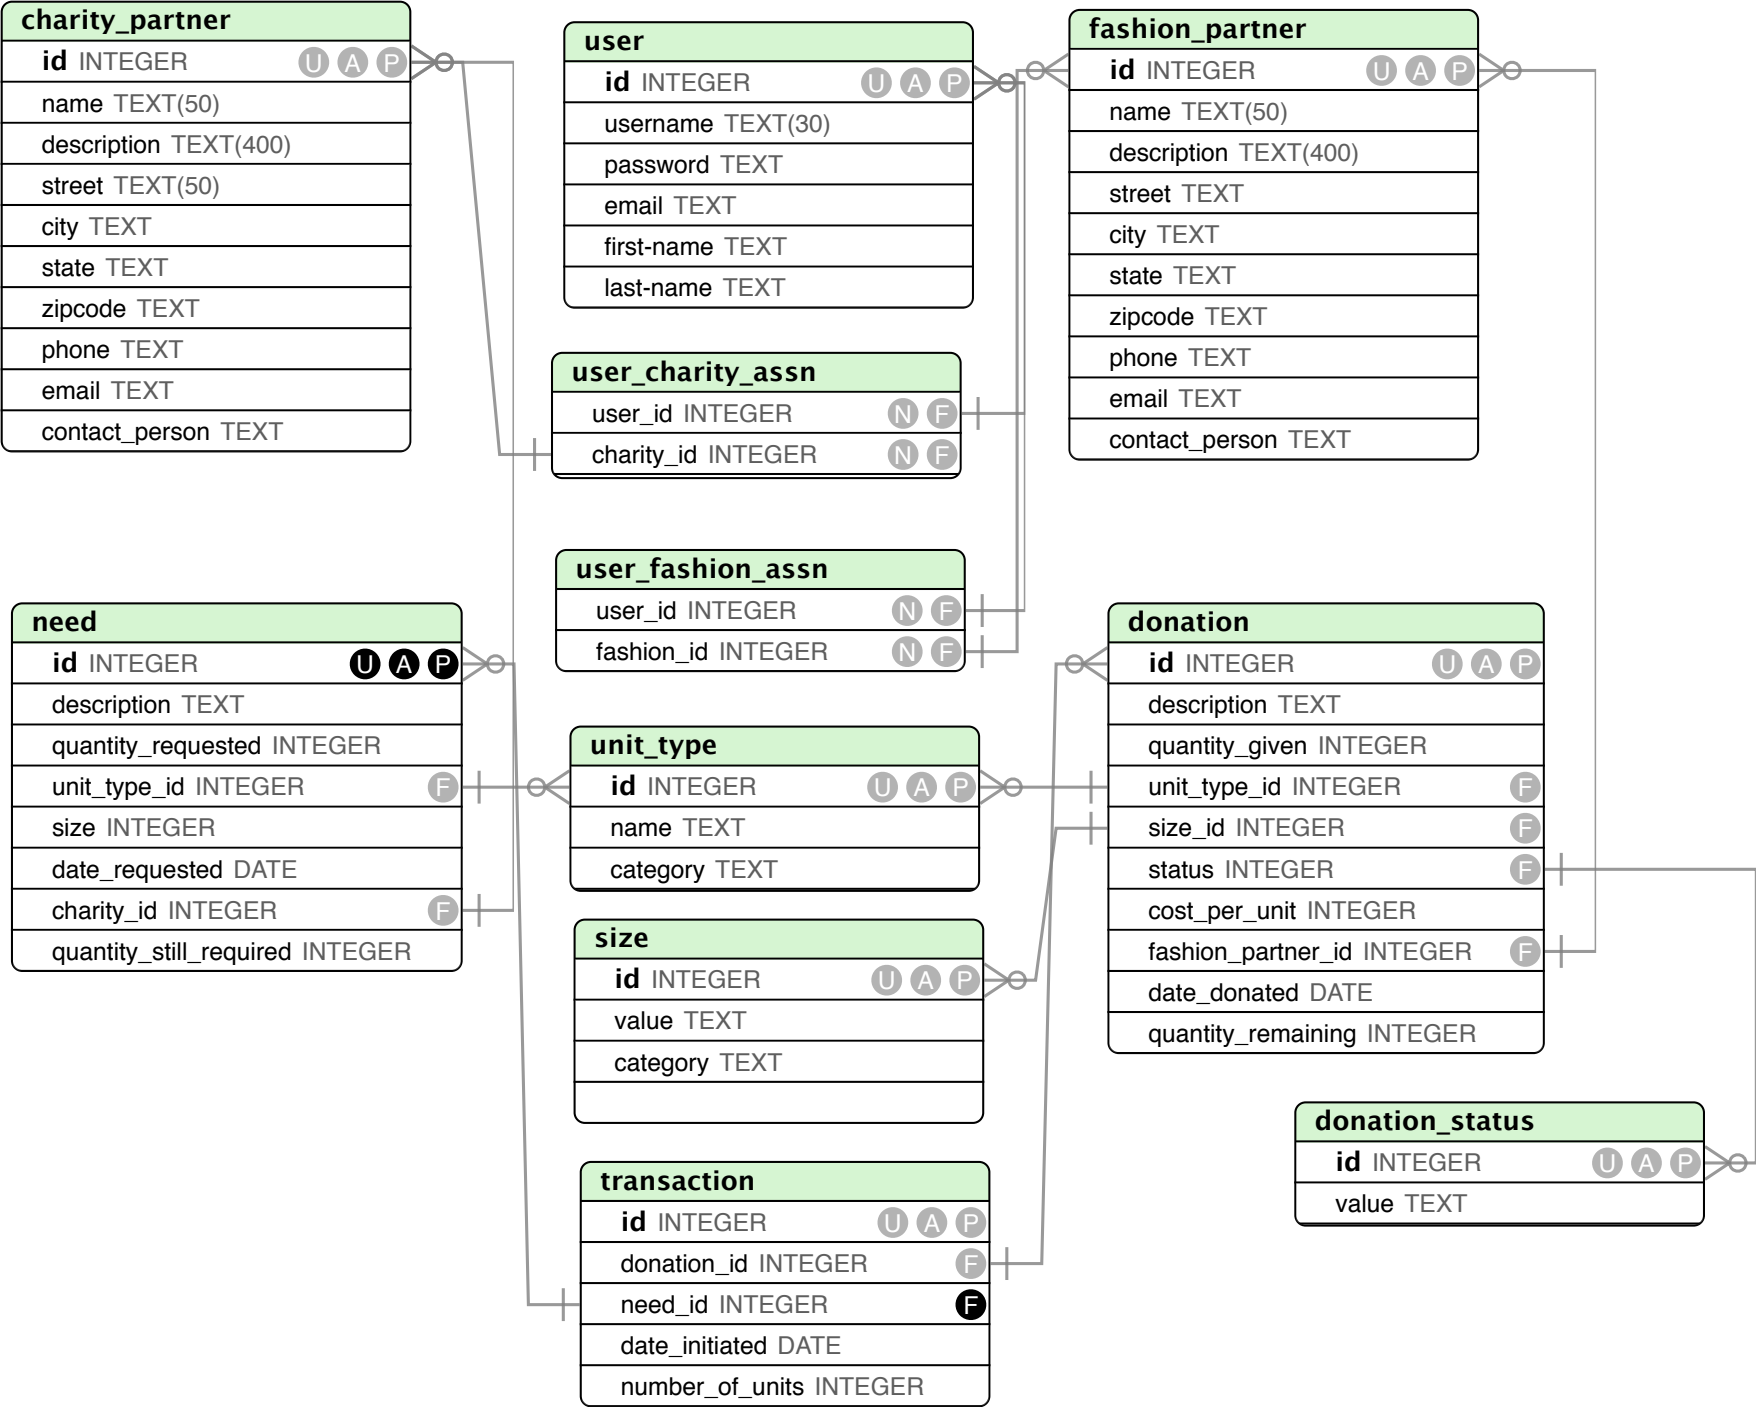 charity_partner
id INTEGER U A P
name TEXT(50)
description TEXT(400)
street TEXT(50)
city TEXT
state TEXT
zipcode TEXT
phone TEXT
email TEXT
contact_person TEXT
user
id INTEGER U A P
username TEXT(30)
password TEXT
email TEXT
first-name TEXT
last-name TEXT
fashion_partner
id INTEGER U A P
name TEXT(50)
description TEXT(400)
street TEXT
city TEXT
state TEXT
zipcode TEXT
phone TEXT
email TEXT
contact_person TEXT
user_charity_assn
user_id INTEGER N F
charity_id INTEGER N F
user_fashion_assn
user_id INTEGER N F
fashion_id INTEGER N F
need
id INTEGER U A P
description TEXT
quantity_requested INTEGER
unit_type_id INTEGER F
size INTEGER
date_requested DATE
charity_id INTEGER F
quantity_still_required INTEGER
unit_type
id INTEGER U A P
name TEXT
category TEXT
size
id INTEGER U A P
value TEXT
category TEXT
donation
id INTEGER U A P
description TEXT
quantity_given INTEGER
unit_type_id INTEGER F
size_id INTEGER F
status INTEGER F
cost_per_unit INTEGER
fashion_partner_id INTEGER F
date_donated DATE
quantity_remaining INTEGER
donation_status
id INTEGER U A P
value TEXT
transaction
id INTEGER U A P
donation_id INTEGER F
need_id INTEGER F
date_initiated DATE
number_of_units INTEGER